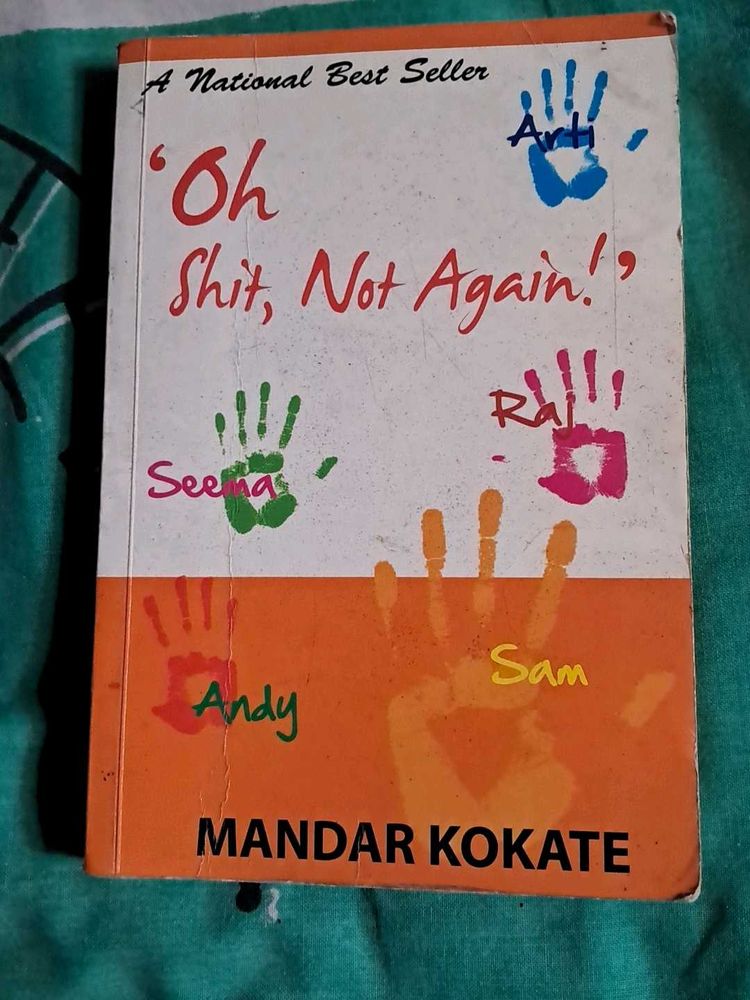 A National Best Seller
Arti
‘Oh
Shit, Not Again!’
Raj
Seema
Sam
Andy
MANDAR KOKATE